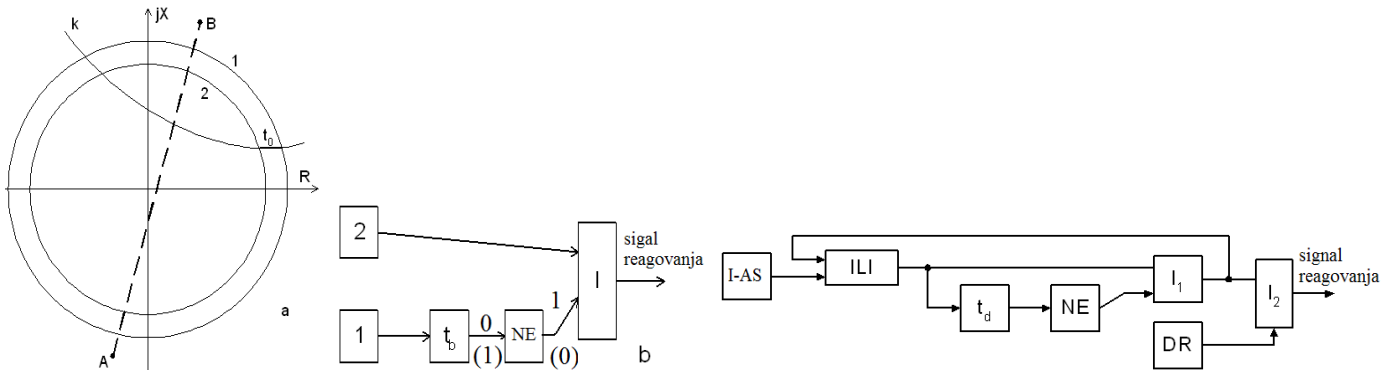 k
jX
B
1
2
t0
R
A
a
2
1
tb
0
(1)
NE
1
(0)
I
sigal
reagovanja
b
I-AS
ILI
td
NE
I1
DR
I2
signal
reagovanja